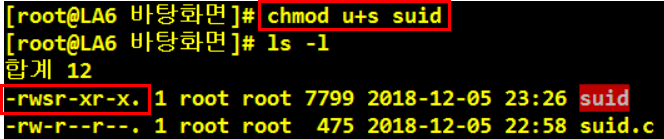 [root@LA6 바탕화면]# chmod u+s suid
[root@LA6 바탕화면]# ls -l
합계 12
-rwsr-xr-x. 1 root root 7799 2018-12-05 23:26 suid
-rw-r--r--. 1 root root 475 2018-12-05 22:58 suid.c